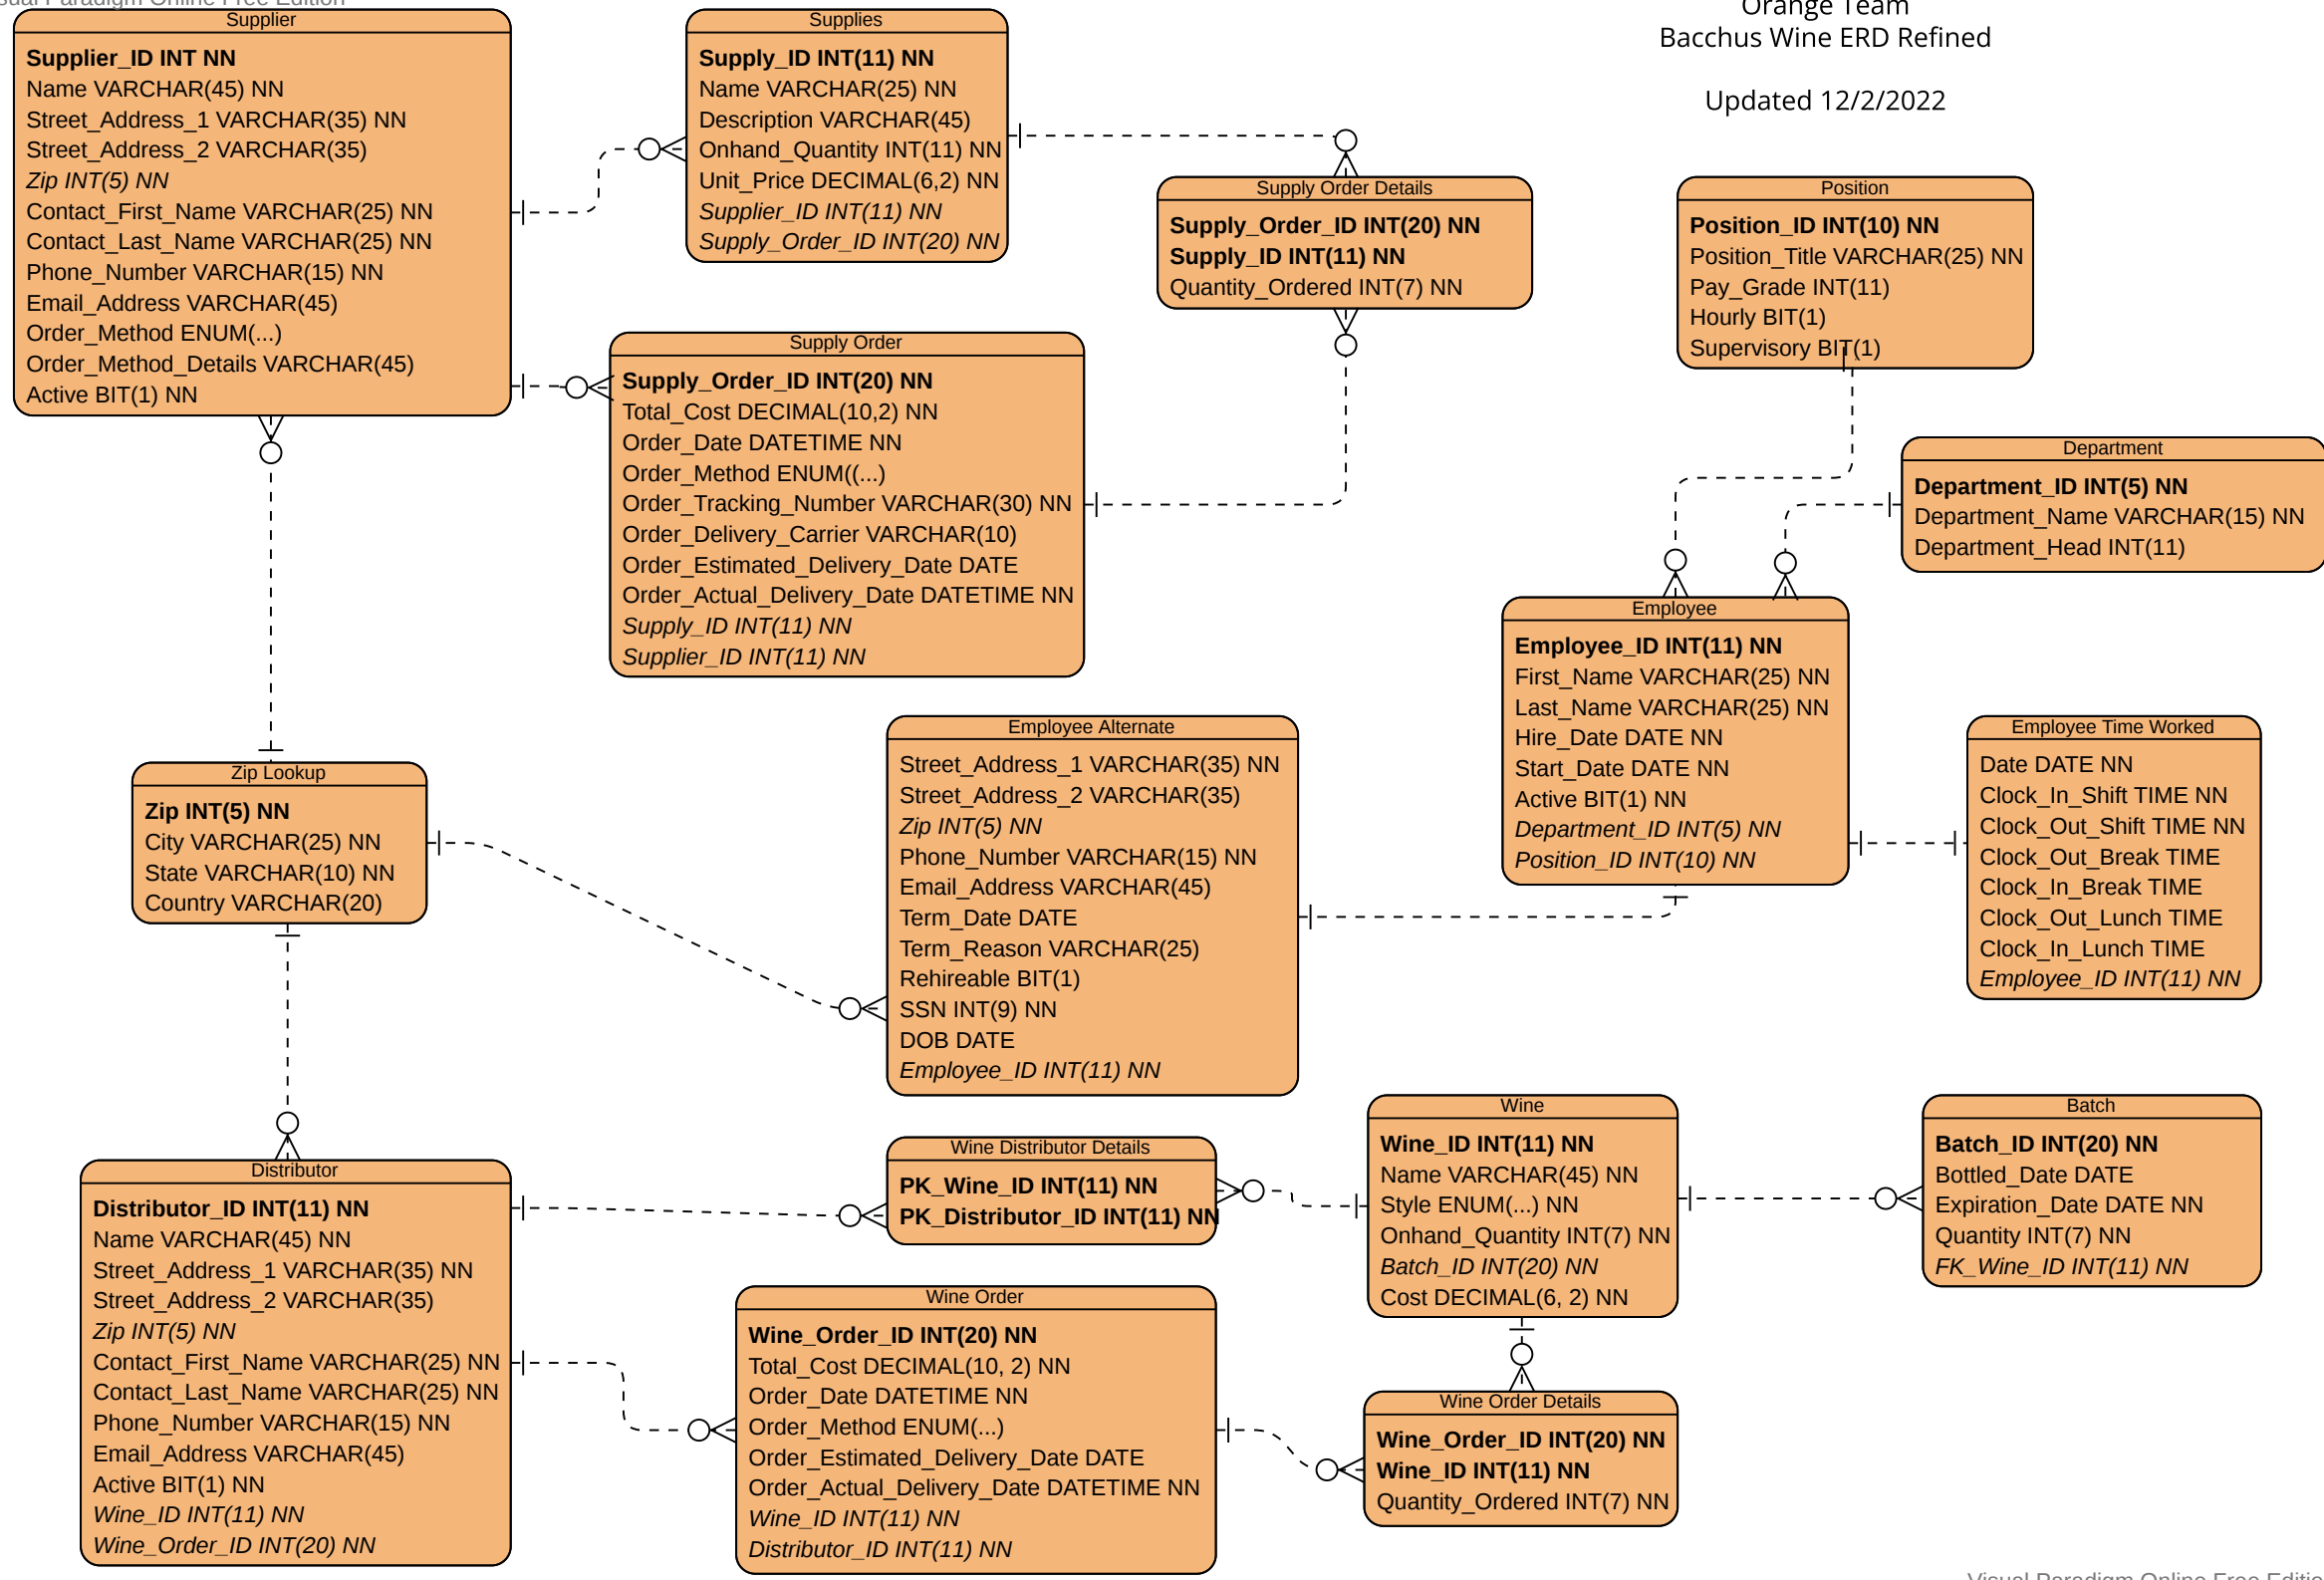 sual Paradigm Online Free Edition
Orange Team
Bacchus Wine ERD Refined
Updated 12/2/2022
Supplier
Supplier_ID INT NN
Name VARCHAR(45) NN
Street_Address_1 VARCHAR(35) NN
Street_Address_2 VARCHAR(35)
Zip INT(5) NN
Contact_First_Name VARCHAR(25) NN
Contact_Last_Name VARCHAR(25) NN
Phone_Number VARCHAR(15) NN
Email_Address VARCHAR(45)
Order_Method ENUM(...)
Order_Method_Details VARCHAR(45)
Active BIT(1) NN
Supplies
Supply_ID INT(11) NN
Name VARCHAR(25) NN
Description VARCHAR(45)
Onhand_Quantity INT(11) NN
Unit_Price DECIMAL(6,2) NN
Supplier_ID INT(11) NN
Supply_Order_ID INT(20) NN
Supply Order Details
Supply_Order_ID INT(20) NN
Supply_ID INT(11) NN
Quantity_Ordered INT(7) NN
Position
Position_ID INT(10) NN
Position_Title VARCHAR(25) NN
Pay_Grade INT(11)
Hourly BIT(1)
Supervisory BIT(1)
Supply Order
Supply_Order_ID INT(20) NN
Total_Cost DECIMAL(10,2) NN
Order_Date DATETIME NN
Order_Method ENUM((...)
Order_Tracking_Number VARCHAR(30) NN
Order_Delivery_Carrier VARCHAR(10)
Order_Estimated_Delivery_Date DATE
Order_Actual_Delivery_Date DATETIME NN
Supply_ID INT(11) NN
Supplier_ID INT(11) NN
Department
Department_ID INT(5) NN
Department_Name VARCHAR(15) NN
Department_Head INT(11)
Employee
Employee_ID INT(11) NN
First_Name VARCHAR(25) NN
Last_Name VARCHAR(25) NN
Hire_Date DATE NN
Start_Date DATE NN
Active BIT(1) NN
Department_ID INT(5) NN
Position_ID INT(10) NN
Zip Lookup
Zip INT(5) NN
City VARCHAR(25) NN
State VARCHAR(10) NN
Country VARCHAR(20)
Employee Alternate
Street_Address_1 VARCHAR(35) NN
Street_Address_2 VARCHAR(35)
Zip INT(5) NN
Phone_Number VARCHAR(15) NN
Email_Address VARCHAR(45)
Term_Date DATE
Term_Reason VARCHAR(25)
Rehireable BIT(1)
SSN INT(9) NN
DOB DATE
Employee_ID INT(11) NN
Employee Time Worked
Date DATE NN
Clock_In_Shift TIME NN
Clock_Out_Shift TIME NN
Clock_Out_Break TIME
Clock_In_Break TIME
Clock_Out_Lunch TIME
Clock_In_Lunch TIME
Employee_ID INT(11) NN
Distributor
Distributor_ID INT(11) NN
Name VARCHAR(45) NN
Street_Address_1 VARCHAR(35) NN
Street_Address_2 VARCHAR(35)
Zip INT(5) NN
Contact_First_Name VARCHAR(25) NN
Contact_Last_Name VARCHAR(25) NN
Phone_Number VARCHAR(15) NN
Email_Address VARCHAR(45)
Active BIT(1) NN
Wine_ID INT(11) NN
Wine_Order_ID INT(20) NN
Wine Distributor Details
PK_Wine_ID INT(11) NN
PK_Distributor_ID INT(11) NN
Wine
Wine_ID INT(11) NN
Name VARCHAR(45) NN
Style ENUM(...) NN
Onhand_Quantity INT(7) NN
Batch_ID INT(20) NN
Cost DECIMAL(6, 2) NN
Batch
Batch_ID INT(20) NN
Bottled_Date DATE
Expiration_Date DATE NN
Quantity INT(7) NN
FK_Wine_ID INT(11) NN
Wine Order
Wine_Order_ID INT(20) NN
Total_Cost DECIMAL(10, 2) NN
Order_Date DATETIME NN
Order_Method ENUM(...)
Order_Estimated_Delivery_Date DATE
Order_Actual_Delivery_Date DATETIME NN
Wine_ID INT(11) NN
Distributor_ID INT(11) NN
Wine Order Details
Wine_Order_ID INT(20) NN
Wine_ID INT(11) NN
Quantity_Ordered INT(7) NN
Visual Paradigm Online Free Editio